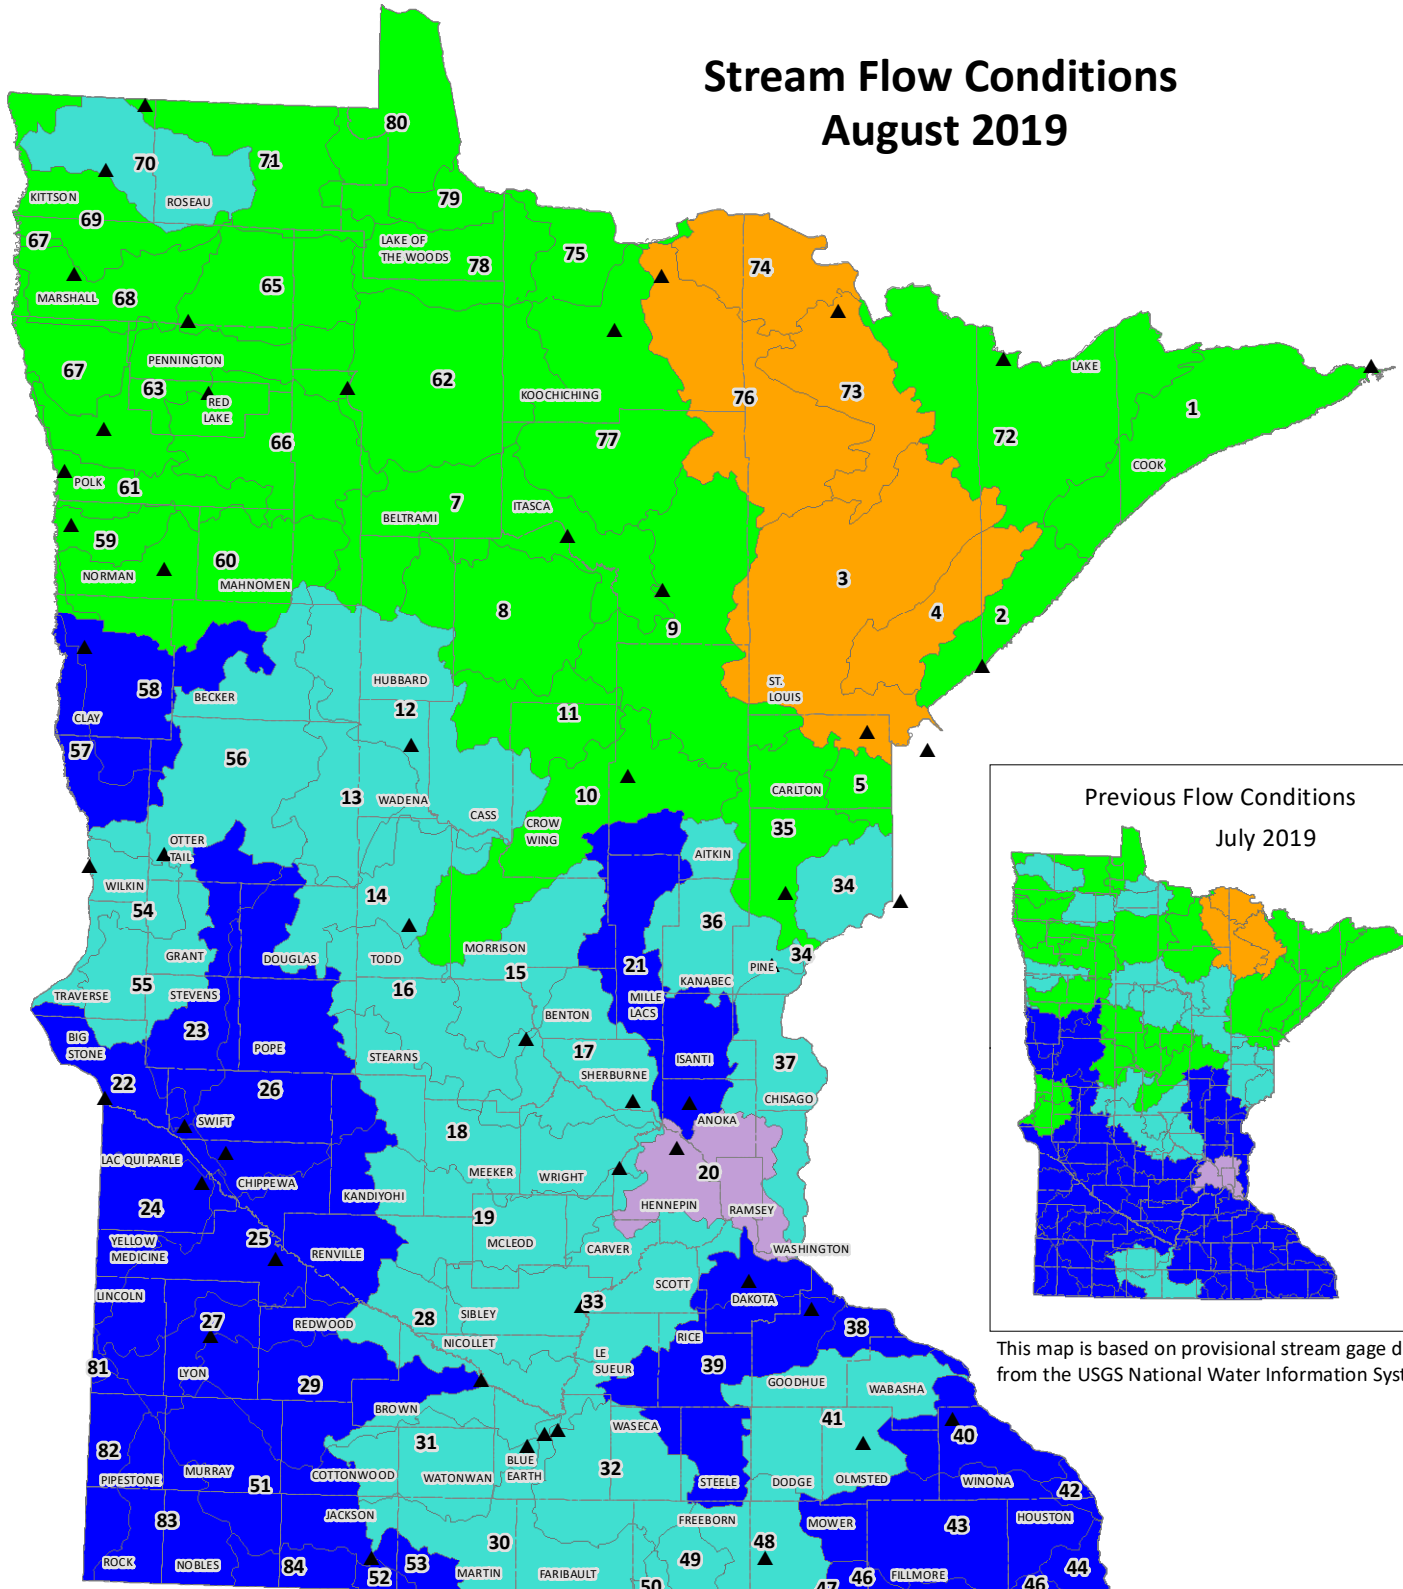 Stream Flow Conditions
August 2019
80
70
71
KITTSON
ROSEAU
79
69
67
LAKE OF
THE WOODS
75
78
74
65
MARSHALL
68
PENNINGTON
LAKE
67
63
62
RED
LAKE
KOOCHICHING
76
73
1
66
77
72
COOK
POLK
61
7
ITASCA
BELTRAMI
59
60
NORMAN
MAHNOMEN
3
8
4
2
9
HUBBARD
ST.
LOUIS
58
BECKER
12
11
CLAY
57
56
13
WADENA
10
CARLTON
5
CASS
CROW
WING
35
OTTER
TAIL
AITKIN
WILKIN
14
34
54
36
GRANT
DOUGLAS
TODD
MORRISON
15
21
34
PINE
KANABEC
55
TRAVERSE
STEVENS
16
MILLE
LACS
23
BENTON
BIG
STONE
POPE
STEARNS
17
ISANTI
37
SHERBURNE
22
26
CHISAGO
SWIFT
ANOKA
18
LAC QUI PARLE
MEEKER
WRIGHT
20
CHIPPEWA
KANDIYOHI
24
19
HENNEPIN
RAMSEY
YELLOW
MEDICINE
25
RENVILLE
MCLEOD
CARVER
WASHINGTON
LINCOLN
SCOTT
DAKOTA
33
28
SIBLEY
27
REDWOOD
38
NICOLLET
RICE
LE
SUEUR
39
81
LYON
29
GOODHUE
WABASHA
BROWN
41
WASECA
40
31
82
BLUE
EARTH
32
PIPESTONE
MURRAY
COTTONWOOD
WATONWAN
STEELE
DODGE
OLMSTED
WINONA
51
42
JACKSON
FREEBORN
MOWER
HOUSTON
83
43
30
48
ROCK
NOBLES
84
53
49
44
MARTIN
FARIBAULT
52
46
FILLMORE
50
47
46
Previous Flow Conditions
July 2019
This map is based on provisional stream gage d
from the USGS National Water Information Syst